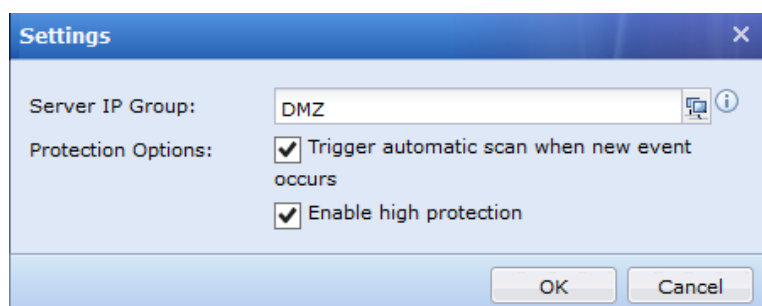 Settings
Server IP Group: DMZ
Protection Options: Trigger automatic scan when new event
occurs
Enable high protection
OK Cancel